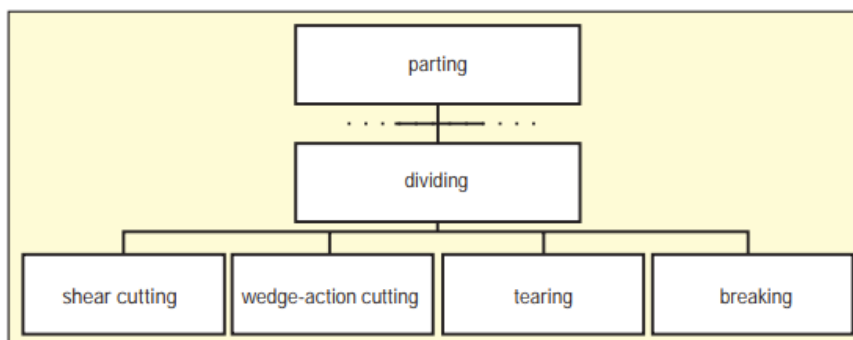 parting
dividing
shear cutting
wedge-action cutting
tearing
breaking